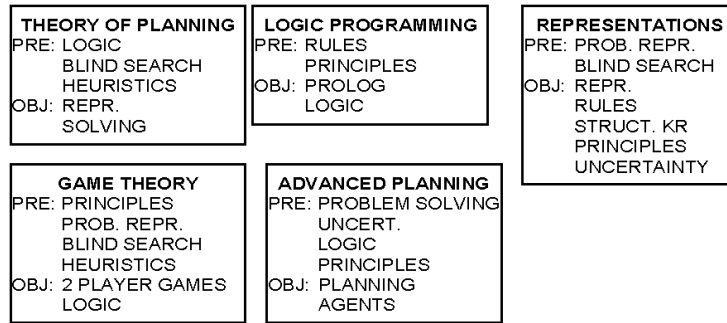 THEORY OF PLANNING
PRE: LOGIC
BLIND SEARCH
HEURISTICS
OBJ: REPR.
SOLVING
LOGIC PROGRAMMING
PRE: RULES
PRINCIPLES
OBJ: PROLOG
LOGIC
REPRESENTATIONS
PRE: PROB. REPR.
BLIND SEARCH
OBJ: REPR.
RULES
STRUCT. KR
PRINCIPLES
UNCERTAINTY
GAME THEORY
PRE: PRINCIPLES
PROB. REPR.
BLIND SEARCH
HEURISTICS
OBJ: 2 PLAYER GAMES
LOGIC
ADVANCED PLANNING
PRE: PROBLEM SOLVING
UNCERT.
LOGIC
PRINCIPLES
OBJ: PLANNING
AGENTS